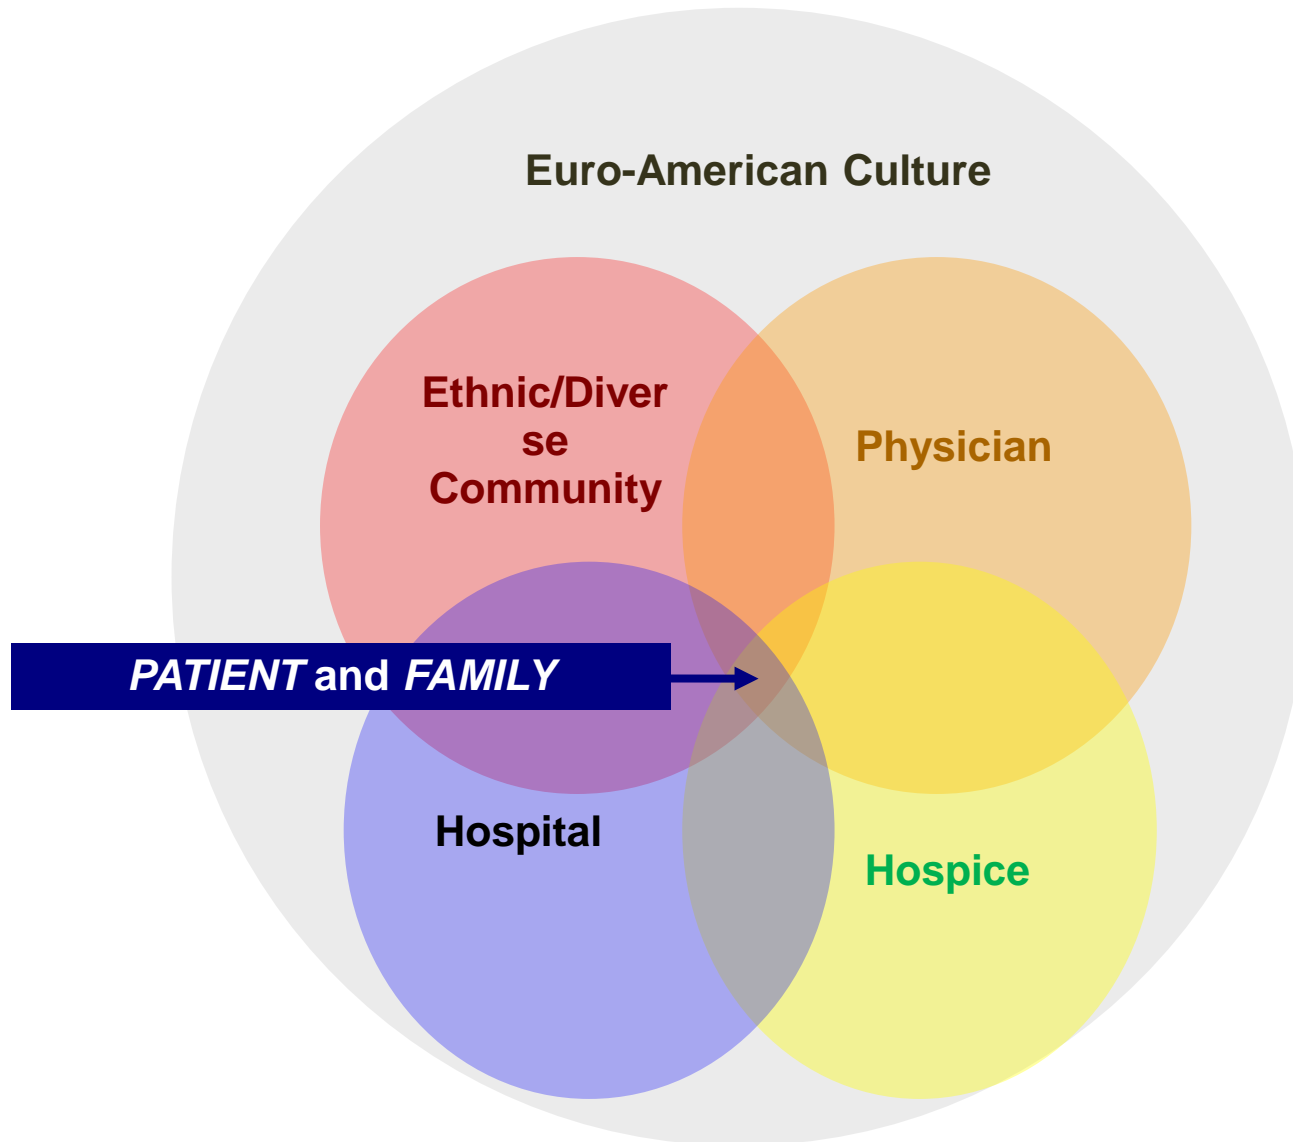 Euro-American Culture
Ethnic/Diver
se
Community
Physician
PATIENT and FAMILY
Hospital
Hospice